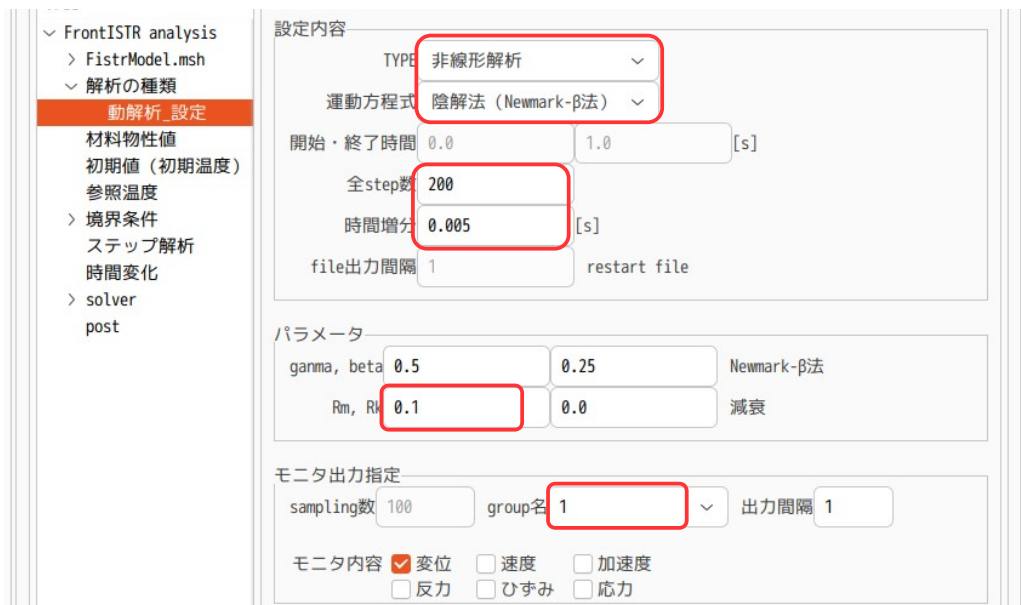 FrontISTR analysis
FistrModel.msh
解析の種類
動解析_設定
材料物性値
初期値（初期温度）
参照温度
境界条件
ステップ解析
時間変化
solver
post
設定内容
TYPE 非線形解析
運動方程式 陰解法（Newmark-β法）
開始・終了時間 0.0 1.0 [s]
全step数 200
時間増分 0.005 [s]
file出力間隔 1 restart file
パラメータ
ganma, beta 0.5 0.25 Newmark-β法
Rm, Rk 0.1 0.0 減衰
モニタ出力指定
sampling数 100 group名 1 出力間隔 1
モニタ内容 変位 速度 加速度
反力 ひずみ 応力